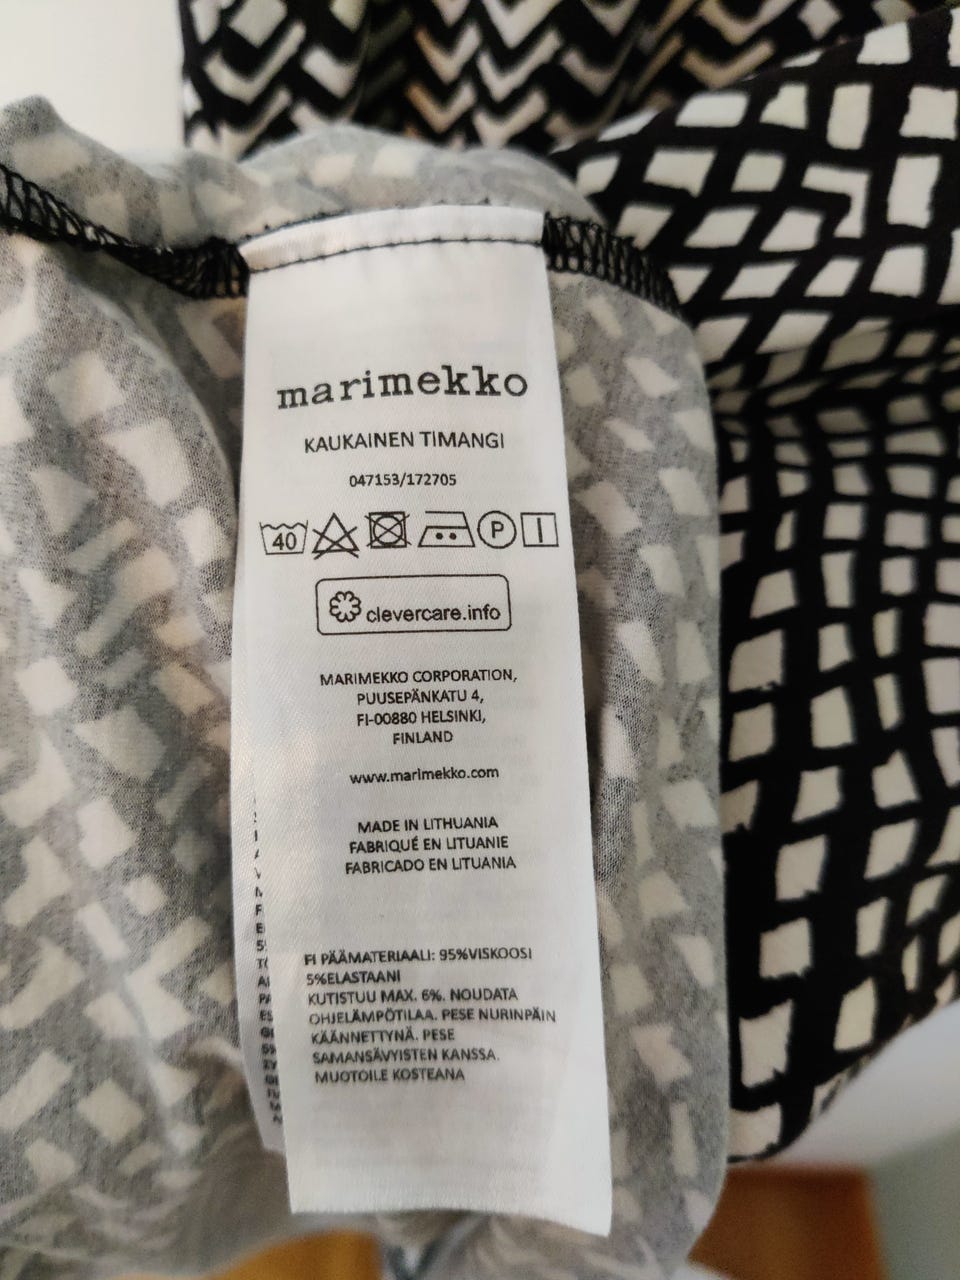 marimekko
KAUKAINEN TIMANGI
047153/172705
40 P
clevercare.info
MARIMEKKO CORPORATION,
PUUSEPÄNKATU 4,
FI-00880 HELSINKI,
FINLAND
www.marimekko.com
MADE IN LITHUANIA
FABRIQUÉ EN LITUANIE
FABRICADO EN LITUANIA
FI PÄÄMATERIAALI: 95%VISKOOSI
5%ELASTAANI
KUTISTUU MAX. 6%. NOUDATA
OHJELÄMPÖTILAA. PESE NURINPÄIN
KÄÄNNETTYNÄ. PESE
SAMANSÄVYISTEN KANSSA.
MUOTOILE KOSTEANA